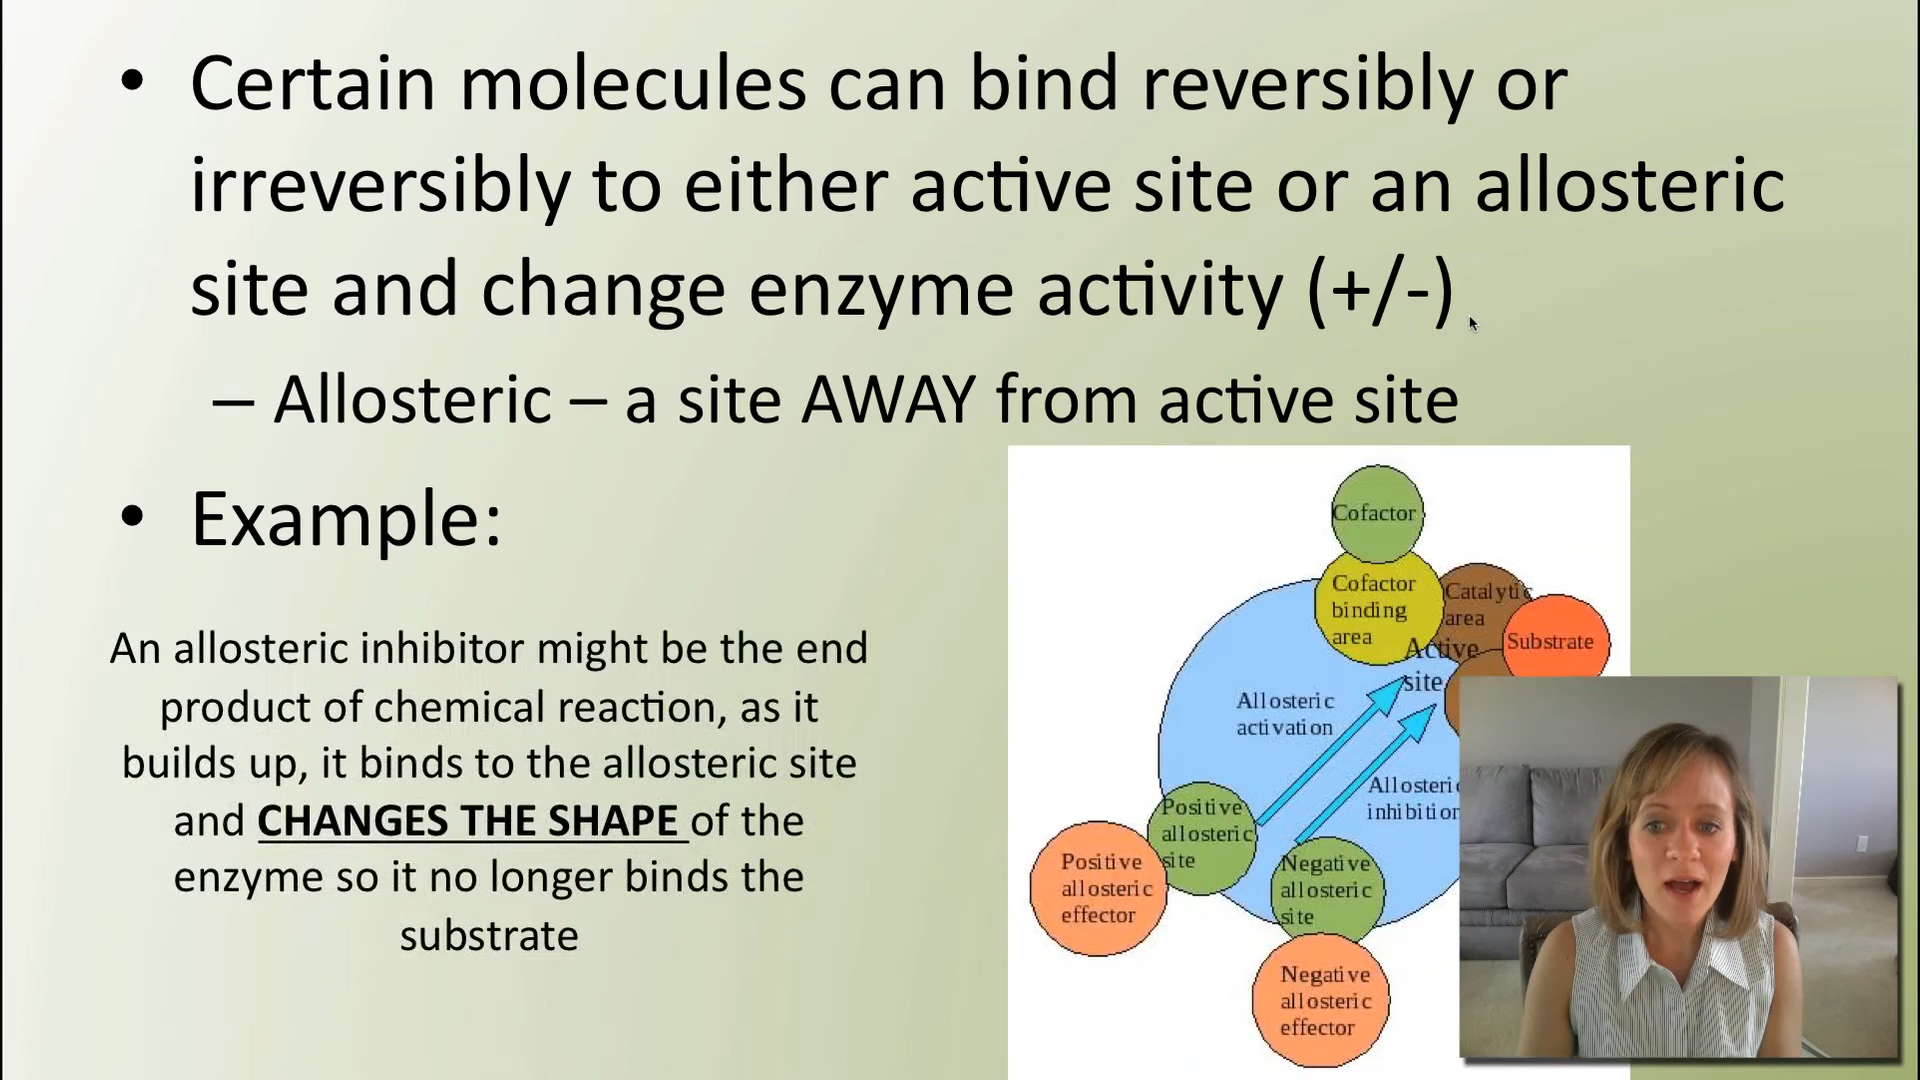 • Certain molecules can bind reversibly or
irreversibly to either active site or an allosteric
site and change enzyme activity (+/-)
– Allosteric – a site AWAY from active site
• Example:
An allosteric inhibitor might be the end
product of chemical reaction, as it
builds up, it binds to the allosteric site
and CHANGES THE SHAPE of the
enzyme so it no longer binds the
substrate
Cofactor
Cofactor
binding
area
Catalytic
area
Substrate
Active
site
Allosteric
activation
Allosteric
inhibition
Positive
allosteric
site
Positive
allosteric
effector
Negative
allosteric
site
Negative
allosteric
effector